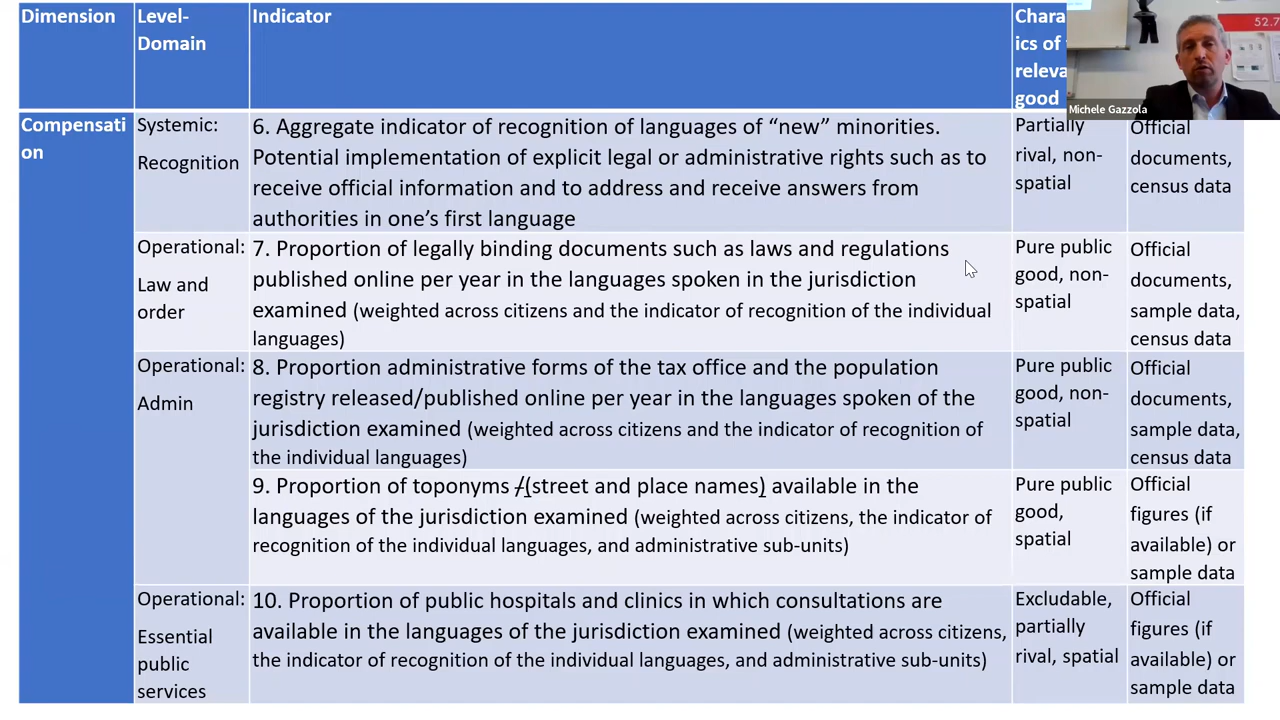 Dimension
Level-
Domain
Indicator
Chara
ics of
releva
good
52.7
Michele Gazzola
Compensati
on
Systemic:
Recognition
6. Aggregate indicator of recognition of languages of “new” minorities.
Potential implementation of explicit legal or administrative rights such as to
receive official information and to address and receive answers from
authorities in one’s first language
Partially
rival, non-
spatial
Official
documents,
census data
Operational:
Law and
order
7. Proportion of legally binding documents such as laws and regulations
published online per year in the languages spoken in the jurisdiction
examined (weighted across citizens and the indicator of recognition of the individual
languages)
Pure public
good, non-
spatial
Official
documents,
sample data,
census data
Operational:
Admin
8. Proportion administrative forms of the tax office and the population
registry released/published online per year in the languages spoken of the
jurisdiction examined (weighted across citizens and the indicator of recognition of
the individual languages)
Pure public
good, non-
spatial
Official
documents,
sample data,
census data
9. Proportion of toponyms /(street and place names) available in the
languages of the jurisdiction examined (weighted across citizens, the indicator of
recognition of the individual languages, and administrative sub-units)
Pure public
good,
spatial
Official
figures (if
available) or
sample data
Operational:
Essential
public
services
10. Proportion of public hospitals and clinics in which consultations are
available in the languages of the jurisdiction examined (weighted across citizens,
the indicator of recognition of the individual languages, and administrative sub-units)
Excludable,
partially
rival, spatial
Official
figures (if
available) or
sample data